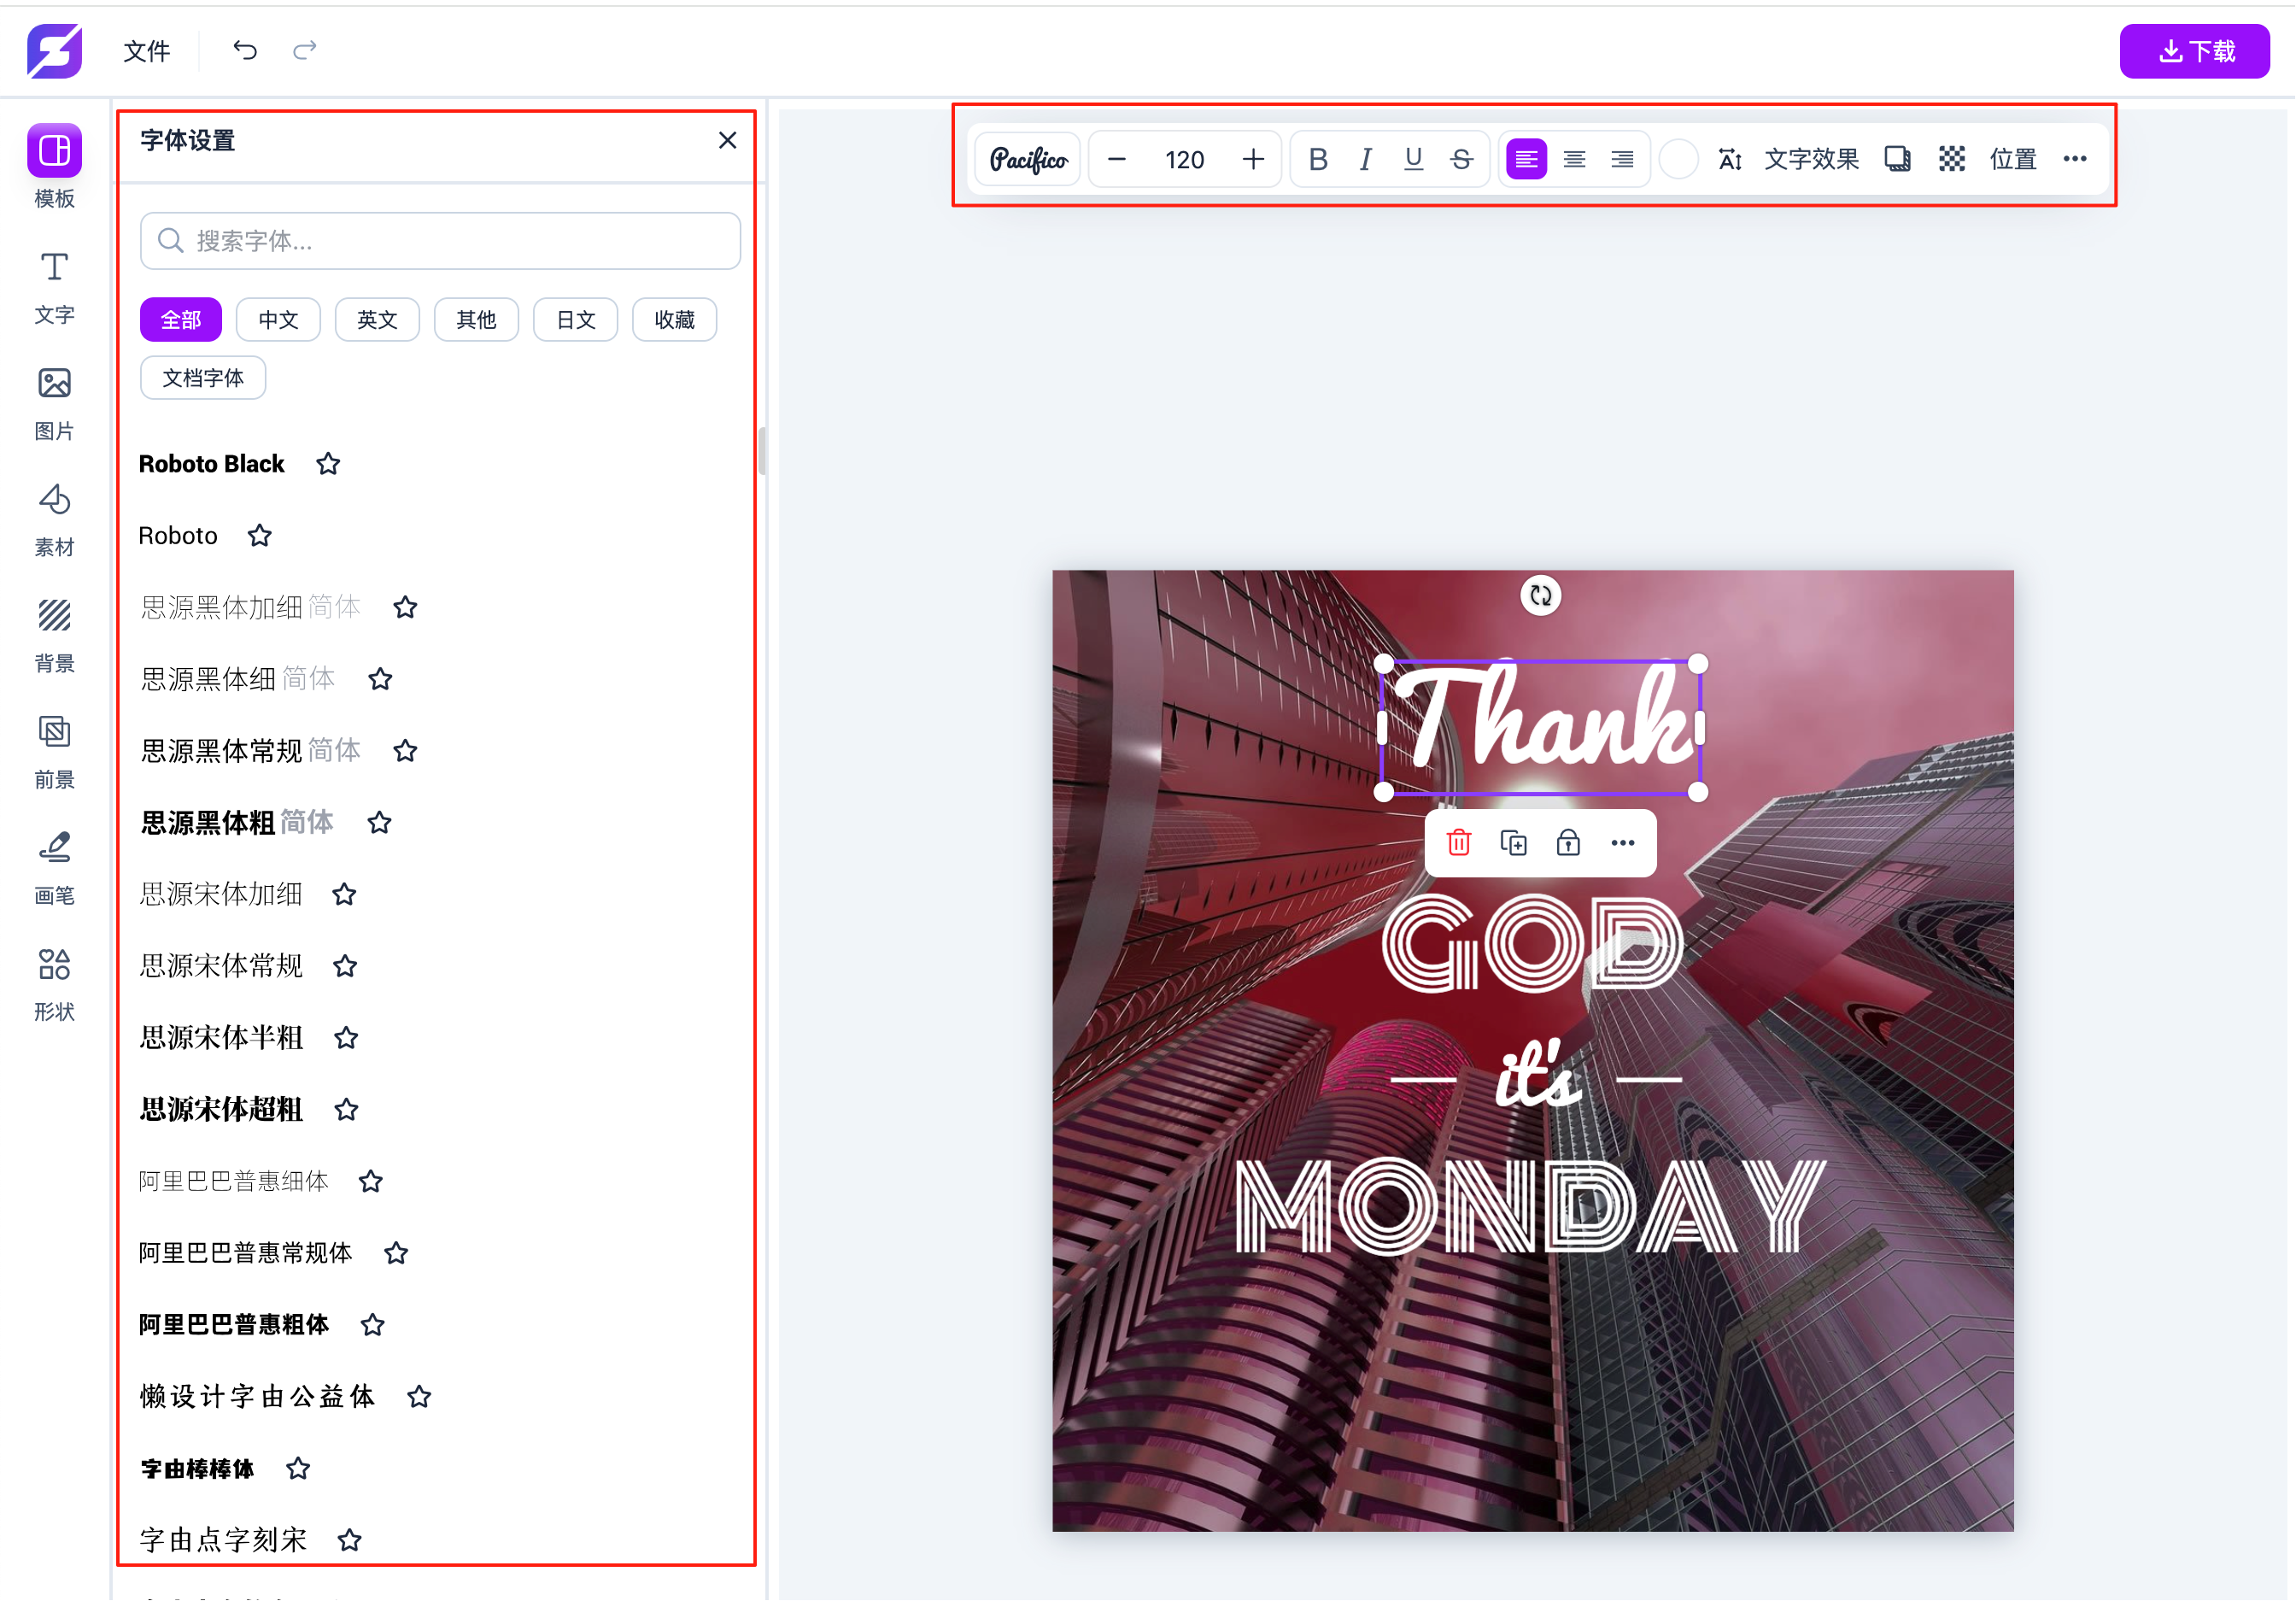 文件
下载
模板
文字
图片
素材
背景
前景
画笔
形状
字体设置
搜索字体...
全部 中文 英文 其他 日文 收藏
文档字体
Roboto Black
Roboto
思源黑体加细 简体
思源黑体细 简体
思源黑体常规 简体
思源黑体粗 简体
思源宋体加细
思源宋体常规
思源宋体半粗
思源宋体超粗
阿里巴巴普惠细体
阿里巴巴普惠常规体
阿里巴巴普惠粗体
懒设计字由公益体
字由棒棒体
字由点字刻宋
Pacifico 120 B I U S 文字效果 位置
Thank
GOD
it's
MONDAY